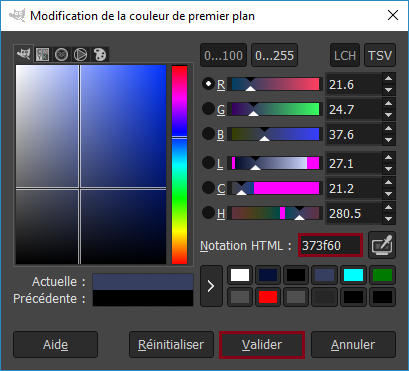 Modification de la couleur de premier plan
0...100 0...255 LCH TSV
R 21.6
G 24.7
B 37.6
L 27.1
C 21.2
H 280.5
Notation HTML : 373f60
Actuelle :
Précédente :
Aide Réinitialiser Valider Annuler